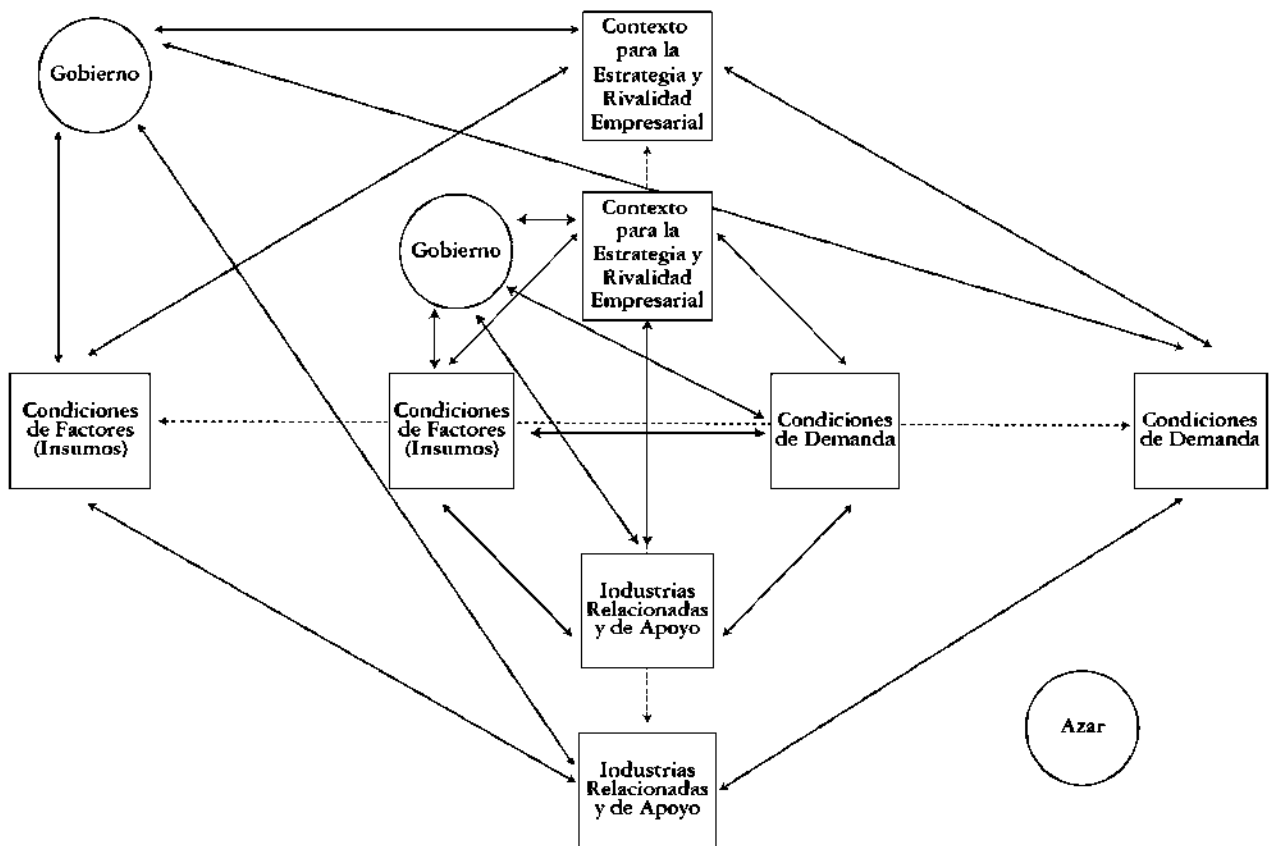 Contexto
para la
Estrategia y
Rivalidad
Empresarial
Gobierno
Contexto
para la
Estrategia y
Rivalidad
Empresarial
Gobierno
Condiciones
de Factores
(Insumos)
Condiciones
de Factores
(Insumos)
Condiciones
de Demanda
Condiciones
de Demanda
Industrias
Relacionadas
y de Apoyo
Azar
Industrias
Relacionadas
y de Apoyo